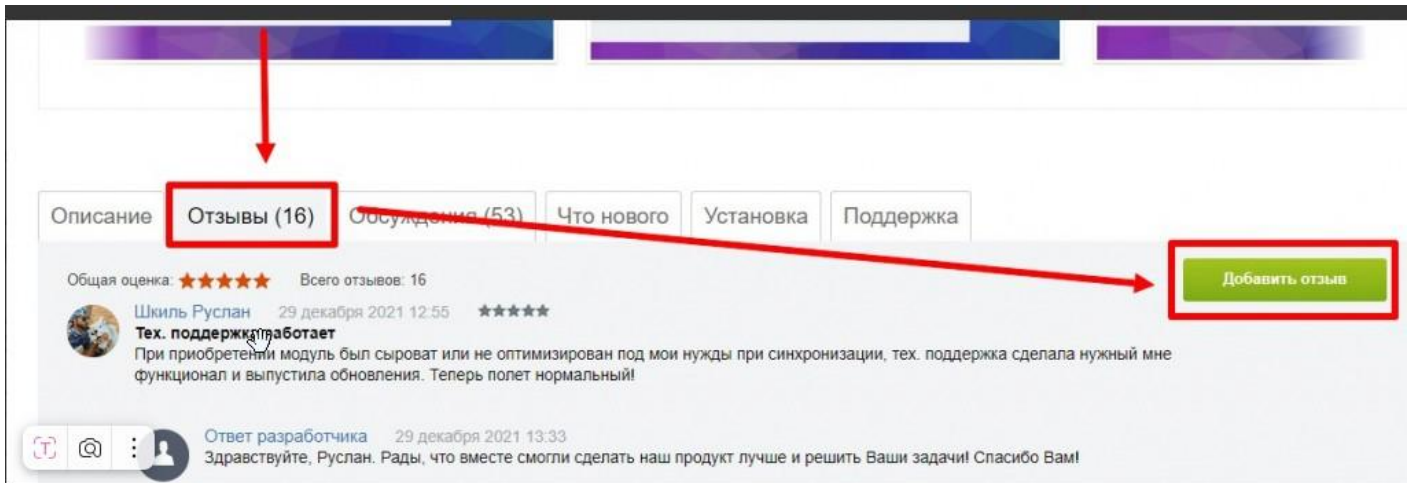 Описание Отзывы (16) Обсуждения (53) Что нового Установка Поддержка
Общая оценка: Всего отзывов: 16 Добавить отзыв
Шкиль Руслан 29 декабря 2021 12:55
Тех. поддержка работает
При приобретении модуль был сыроват или не оптимизирован под мои нужды при синхронизации, тех. поддержка сделала нужный мне
функционал и выпустила обновления. Теперь полет нормальный!
Ответ разработчика 29 декабря 2021 13:33
Здравствуйте, Руслан. Рады, что вместе смогли сделать наш продукт лучше и решить Ваши задачи! Спасибо Вам!